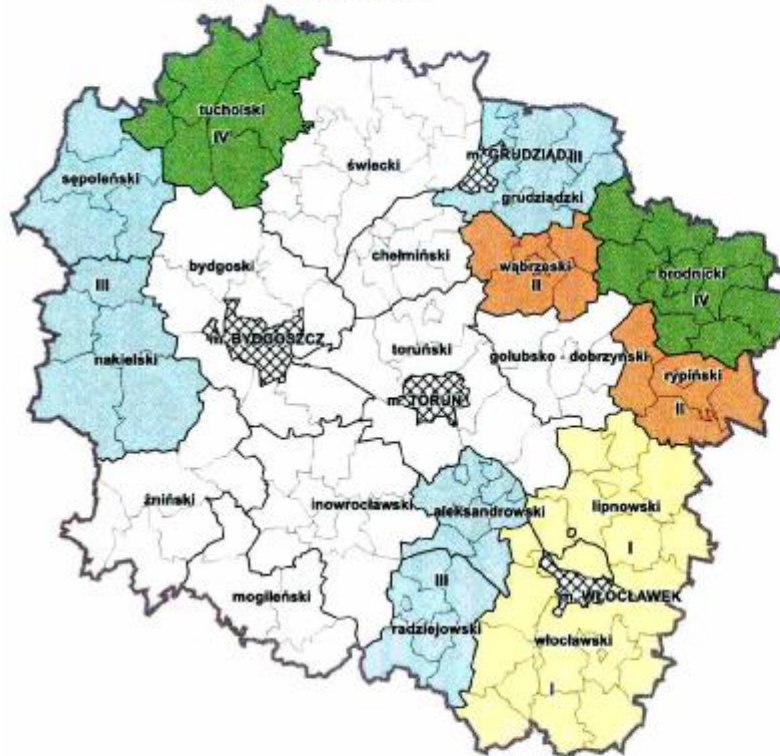 tucholski
IV
świecki
m. GRUDZIĄDZ
III
grudziądzki
sępoleński
bydgoski
chełmiński
wąbrzeski
II
brodnicki
IV
III
m. BYDGOSZCZ
toruński
golubsko - dobrzyński
nakielski
rypiński
m. TORUŃ
II
żniński
inowrocławski
aleksandrowski
lipnowski
I
III
mogileński
m. WŁOCŁAWEK
radziejowski
włocławski
I